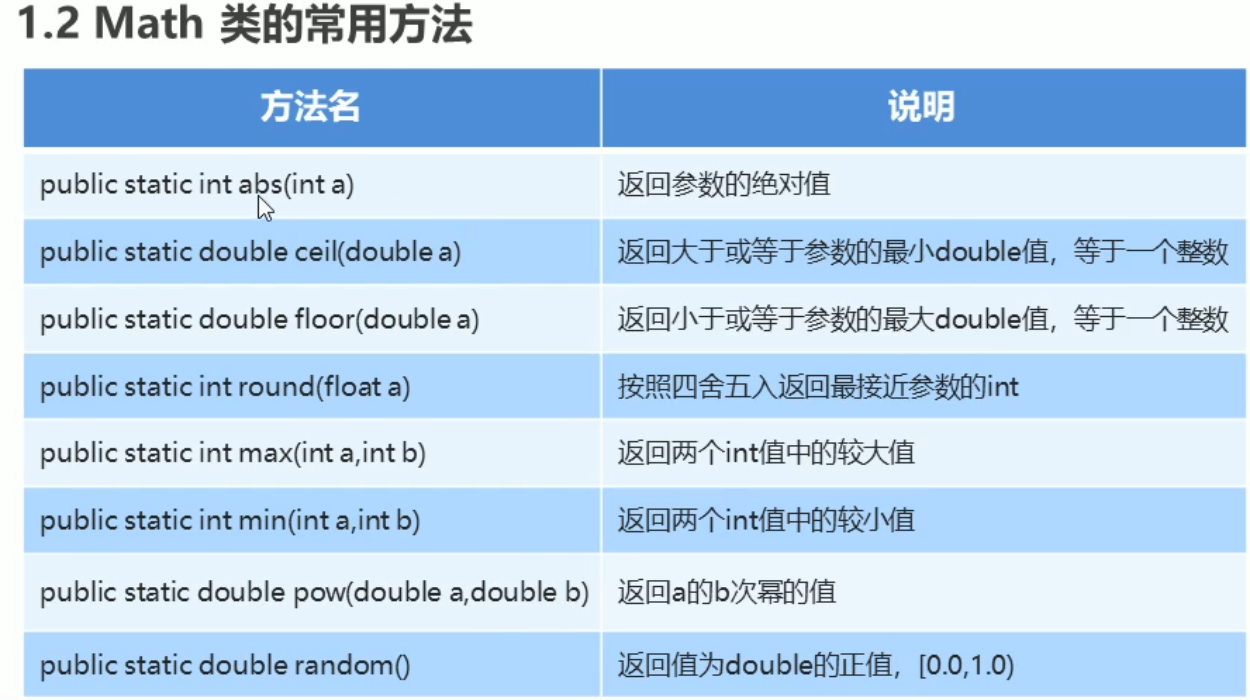 1.2 Math 类的常用方法
方法名 说明
public static int abs(int a) 返回参数的绝对值
public static double ceil(double a) 返回大于或等于参数的最小double值，等于一个整数
public static double floor(double a) 返回小于或等于参数的最大double值，等于一个整数
public static int round(float a) 按照四舍五入返回最接近参数的int
public static int max(int a,int b) 返回两个int值中的较大值
public static int min(int a,int b) 返回两个int值中的较小值
public static double pow(double a,double b) 返回a的b次幂的值
public static double random() 返回值为double的正值，[0.0,1.0)